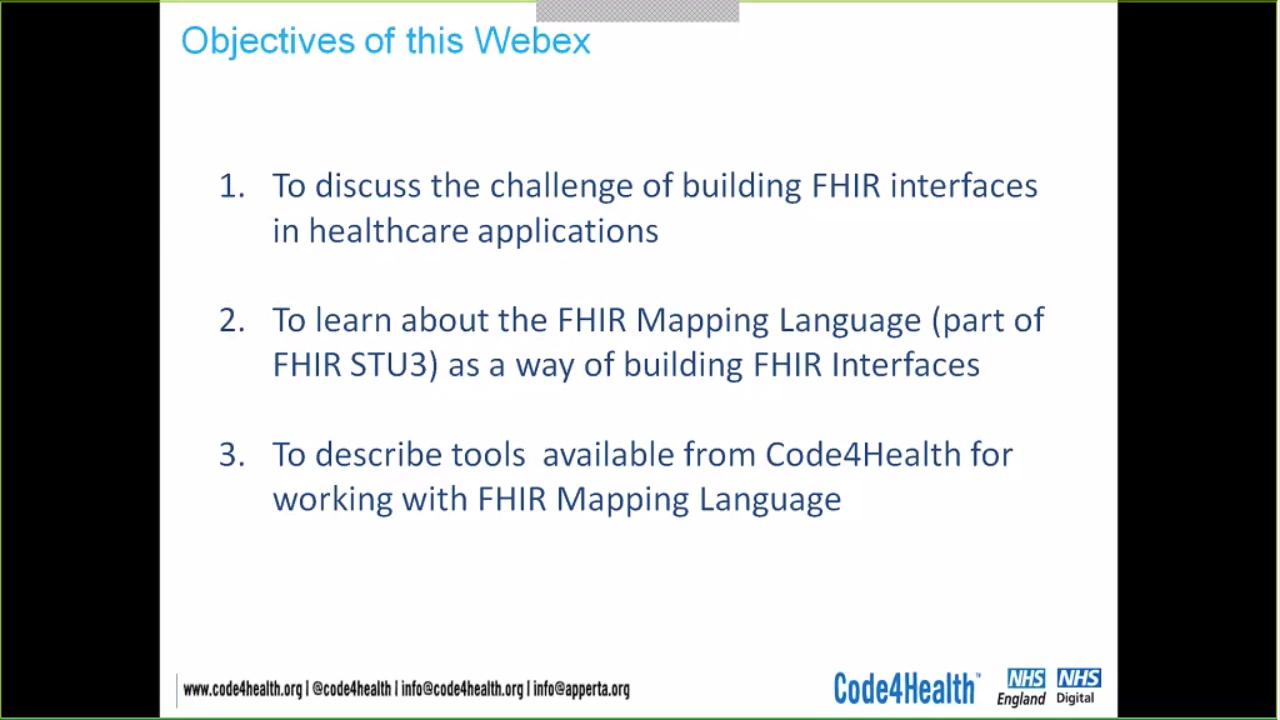 Objectives of this Webex
1. To discuss the challenge of building FHIR interfaces
in healthcare applications
2. To learn about the FHIR Mapping Language (part of
FHIR STU3) as a way of building FHIR Interfaces
3. To describe tools  available from Code4Health for
working with FHIR Mapping Language
www.code4health.org | @code4health | info@code4health.org | info@apperta.org
Code4Health™
NHS
England
NHS
Digital